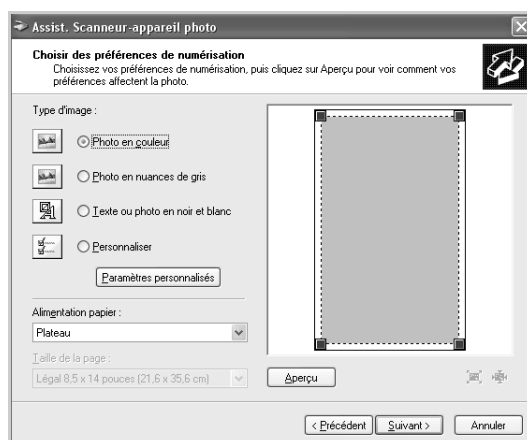 Assist. Scanneur-appareil photo
Choisir des préférences de numérisation
Choisissez vos préférences de numérisation, puis cliquez sur Aperçu pour voir comment vos
préférences affectent la photo.
Type d'image :
Photo en couleur
Photo en nuances de gris
Texte ou photo en noir et blanc
Personnaliser
Paramètres personnalisés
Alimentation papier :
Plateau
Taille de la page :
Légal 8,5 x 14 pouces (21,6 x 35,6 cm)
Aperçu
< Précédent
Suivant >
Annuler